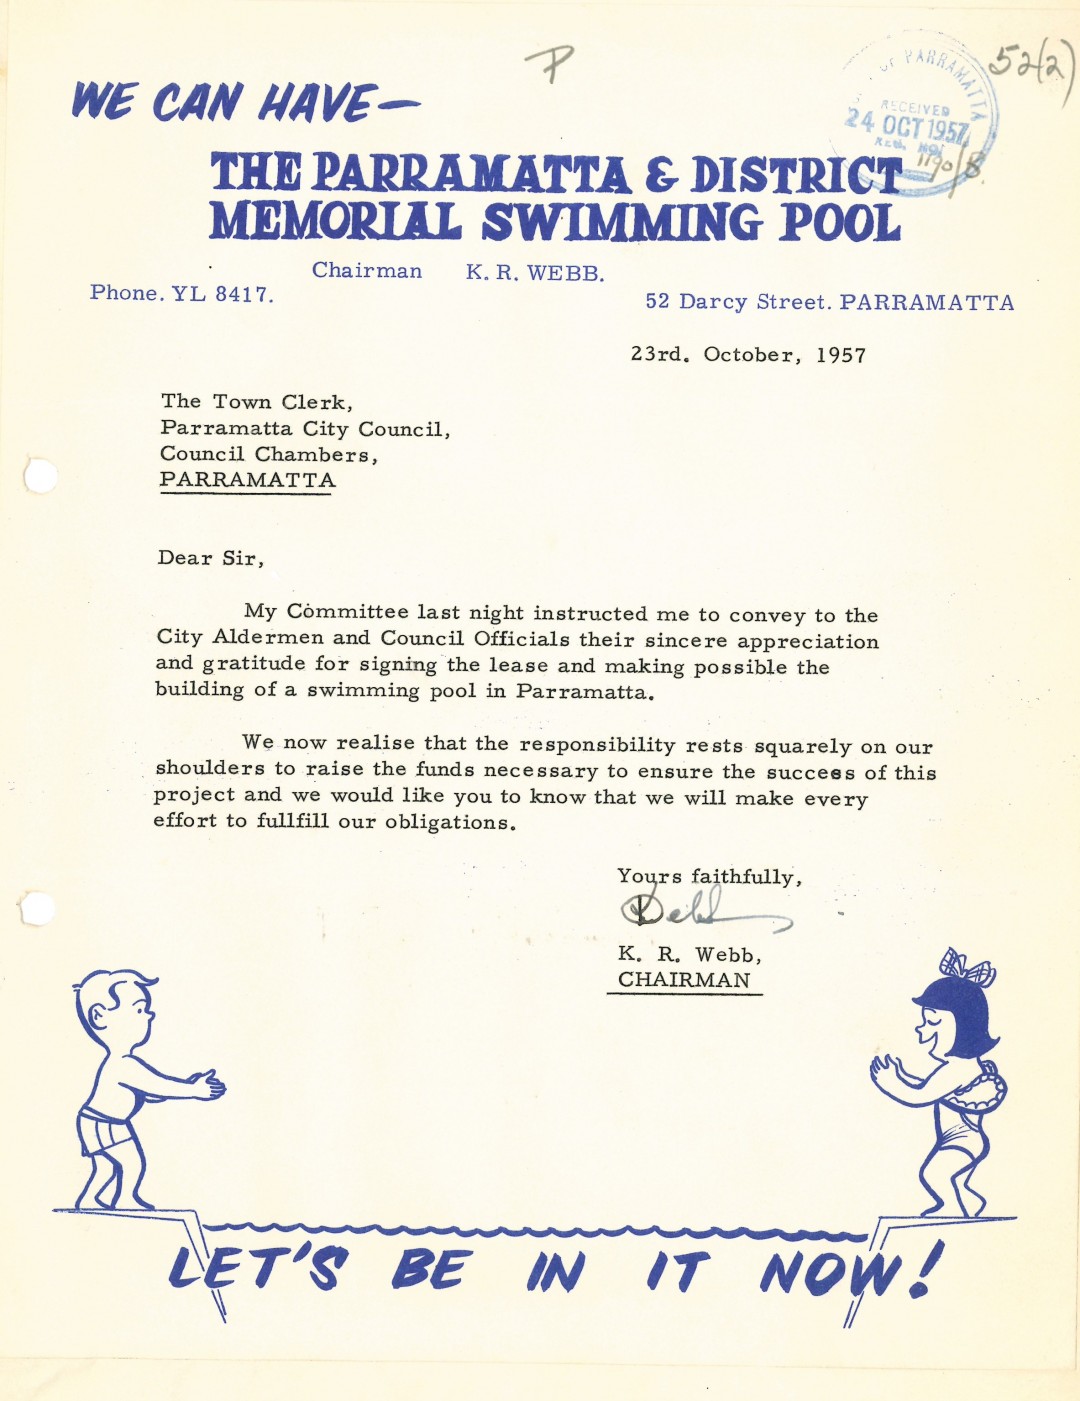 P
52(2)
CITY OF PARRAMATTA
RECEIVED
24 OCT 1957
REG. NO.
1190/8
WE CAN HAVE—
THE PARRAMATTA & DISTRICT
MEMORIAL SWIMMING POOL
Chairman K. R. WEBB.
Phone. YL 8417.
52 Darcy Street. PARRAMATTA
23rd. October, 1957
The Town Clerk,
Parramatta City Council,
Council Chambers,
PARRAMATTA
Dear Sir,
My Committee last night instructed me to convey to the
City Aldermen and Council Officials their sincere appreciation
and gratitude for signing the lease and making possible the
building of a swimming pool in Parramatta.
We now realise that the responsibility rests squarely on our
shoulders to raise the funds necessary to ensure the success of this
project and we would like you to know that we will make every
effort to fullfill our obligations.
Yours faithfully,
KWebb
K. R. Webb,
CHAIRMAN
LET'S BE IN IT NOW!